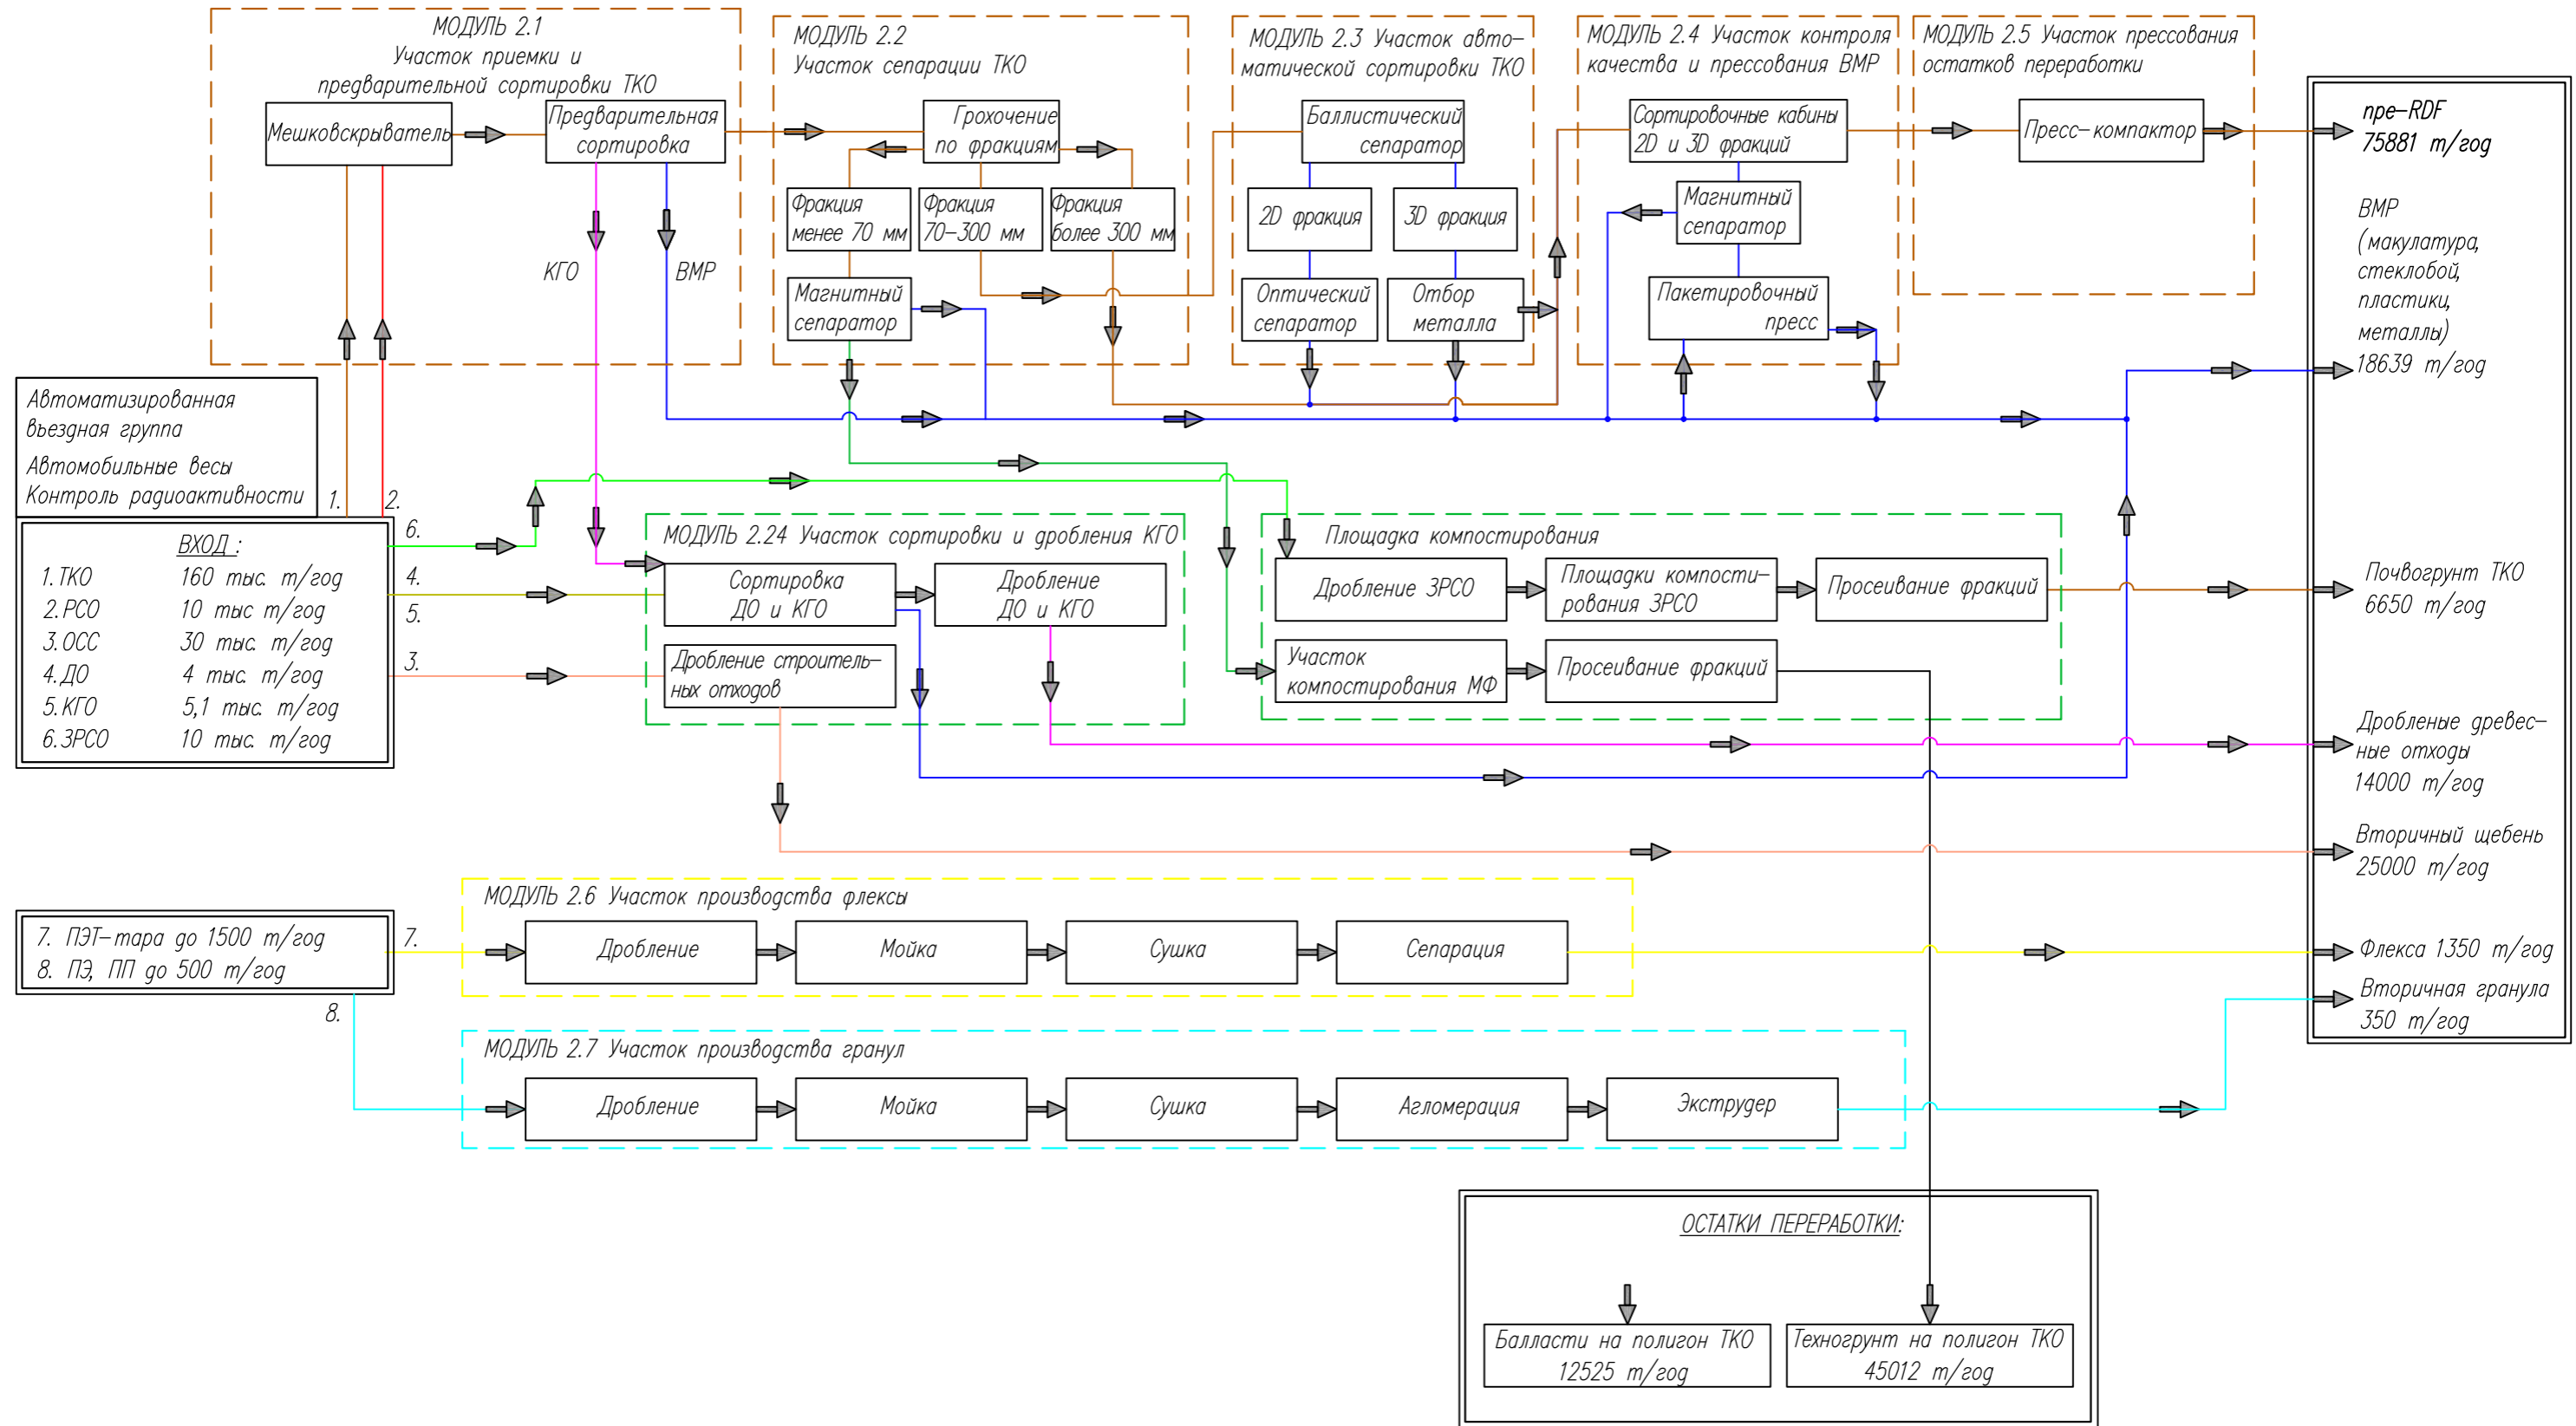 МОДУЛЬ 2.1
Участок приемки и
предварительной сортировки ТКО
Мешковскрыватель
Предварительная
сортировка
КГО
ВМР
МОДУЛЬ 2.2
Участок сепарации ТКО
Грохочение
по фракциям
Фракция
менее 70 мм
Фракция
70-300 мм
Фракция
более 300 мм
Магнитный
сепаратор
МОДУЛЬ 2.3 Участок авто-
матической сортировки ТКО
Баллистический
сепаратор
2D фракция
3D фракция
Оптический
сепаратор
Отбор
металла
МОДУЛЬ 2.4 Участок контроля
качества и прессования ВМР
Сортировочные кабины
2D и 3D фракций
Магнитный
сепаратор
Пакетировочный
пресс
МОДУЛЬ 2.5 Участок прессования
остатков переработки
Пресс-компактор
пре-RDF
75881 т/год
ВМР
(макулатура,
стеклобой,
пластики,
металлы)
18639 т/год
Почвогрунт ТКО
6650 т/год
Дробленые древес-
ные отходы
14000 т/год
Вторичный щебень
25000 т/год
Флекса 1350 т/год
Вторичная гранула
350 т/год
Автоматизированная
въездная группа
Автомобильные весы
Контроль радиоактивности
1.
2.
6.
4.
5.
3.
ВХОД :
1. ТКО 160 тыс. т/год
2. РСО 10 тыс т/год
3. ОСС 30 тыс. т/год
4. ДО 4 тыс. т/год
5. КГО 5,1 тыс. т/год
6. ЗРСО 10 тыс. т/год
МОДУЛЬ 2.24 Участок сортировки и дробления КГО
Сортировка
ДО и КГО
Дробление
ДО и КГО
Дробление строитель-
ных отходов
Площадка компостирования
Дробление ЗРСО
Площадки компости-
рования ЗРСО
Просеивание фракций
Участок
компостирования МФ
Просеивание фракций
7. ПЭТ-тара до 1500 т/год
8. ПЭ, ПП до 500 т/год
7.
8.
МОДУЛЬ 2.6 Участок производства флексы
Дробление
Мойка
Сушка
Сепарация
МОДУЛЬ 2.7 Участок производства гранул
Дробление
Мойка
Сушка
Агломерация
Экструдер
ОСТАТКИ ПЕРЕРАБОТКИ:
Балласти на полигон ТКО
12525 т/год
Техногрунт на полигон ТКО
45012 т/год